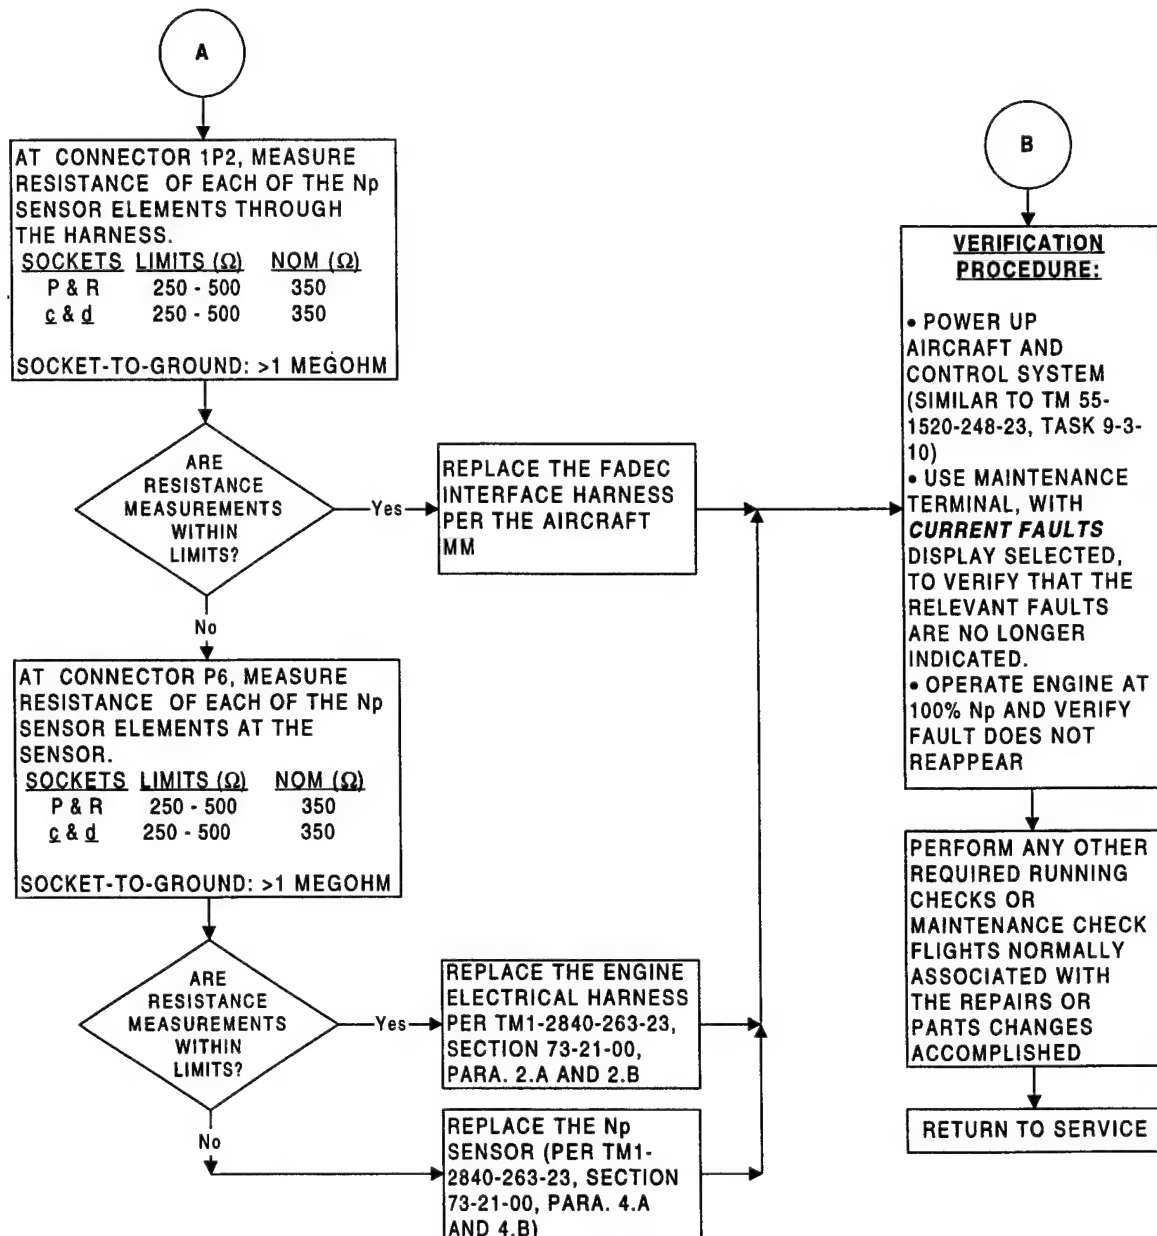 A
AT CONNECTOR 1P2, MEASURE
RESISTANCE OF EACH OF THE Np
SENSOR ELEMENTS THROUGH
THE HARNESS.
SOCKETS LIMITS (Ω) NOM (Ω)
P & R 250 - 500 350
c & d 250 - 500 350
SOCKET-TO-GROUND: >1 MEGOHM
ARE
RESISTANCE
MEASUREMENTS
WITHIN
LIMITS?
Yes
REPLACE THE FADEC
INTERFACE HARNESS
PER THE AIRCRAFT
MM
No
AT CONNECTOR P6, MEASURE
RESISTANCE OF EACH OF THE Np
SENSOR ELEMENTS AT THE
SENSOR.
SOCKETS LIMITS (Ω) NOM (Ω)
P & R 250 - 500 350
c & d 250 - 500 350
SOCKET-TO-GROUND: >1 MEGOHM
ARE
RESISTANCE
MEASUREMENTS
WITHIN
LIMITS?
Yes
REPLACE THE ENGINE
ELECTRICAL HARNESS
PER TM1-2840-263-23,
SECTION 73-21-00,
PARA. 2.A AND 2.B
No
REPLACE THE Np
SENSOR (PER TM1-
2840-263-23, SECTION
73-21-00, PARA. 4.A
AND 4.B)
B
VERIFICATION
PROCEDURE:
• POWER UP
AIRCRAFT AND
CONTROL SYSTEM
(SIMILAR TO TM 55-
1520-248-23, TASK 9-3-
10)
• USE MAINTENANCE
TERMINAL, WITH
CURRENT FAULTS
DISPLAY SELECTED,
TO VERIFY THAT THE
RELEVANT FAULTS
ARE NO LONGER
INDICATED.
• OPERATE ENGINE AT
100% Np AND VERIFY
FAULT DOES NOT
REAPPEAR
PERFORM ANY OTHER
REQUIRED RUNNING
CHECKS OR
MAINTENANCE CHECK
FLIGHTS NORMALLY
ASSOCIATED WITH
THE REPAIRS OR
PARTS CHANGES
ACCOMPLISHED
RETURN TO SERVICE